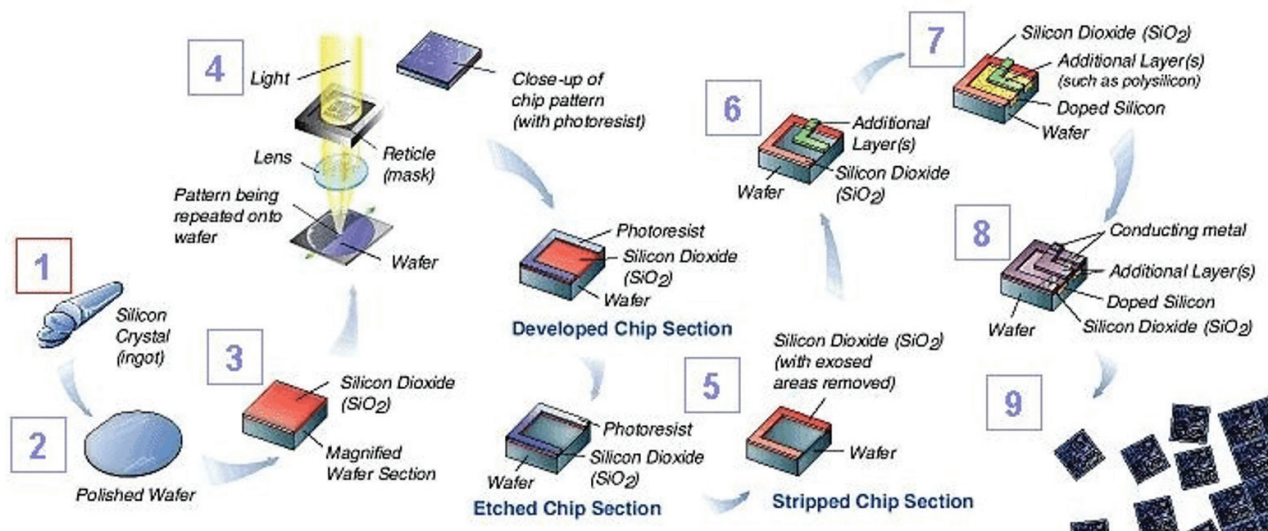 1
Silicon
Crystal
(ingot)
2
Polished Wafer
3
Silicon Dioxide
(SiO2)
Magnified
Wafer Section
4
Light
Lens
Reticle
(mask)
Pattern being
repeated onto
wafer
Wafer
Close-up of
chip pattern
(with photoresist)
Photoresist
Silicon Dioxide
(SiO2)
Wafer
Developed Chip Section
Photoresist
Silicon Dioxide
(SiO2)
Wafer
Etched Chip Section
5
Silicon Dioxide (SiO2)
(with exosed
areas removed)
Wafer
Stripped Chip Section
6
Additional
Layer(s)
Silicon Dioxide
(SiO2)
Wafer
7
Silicon Dioxide (SiO2)
Additional Layer(s)
(such as polysilicon)
Doped Silicon
Wafer
8
Conducting metal
Additional Layer(s)
Doped Silicon
Silicon Dioxide (SiO2)
Wafer
9